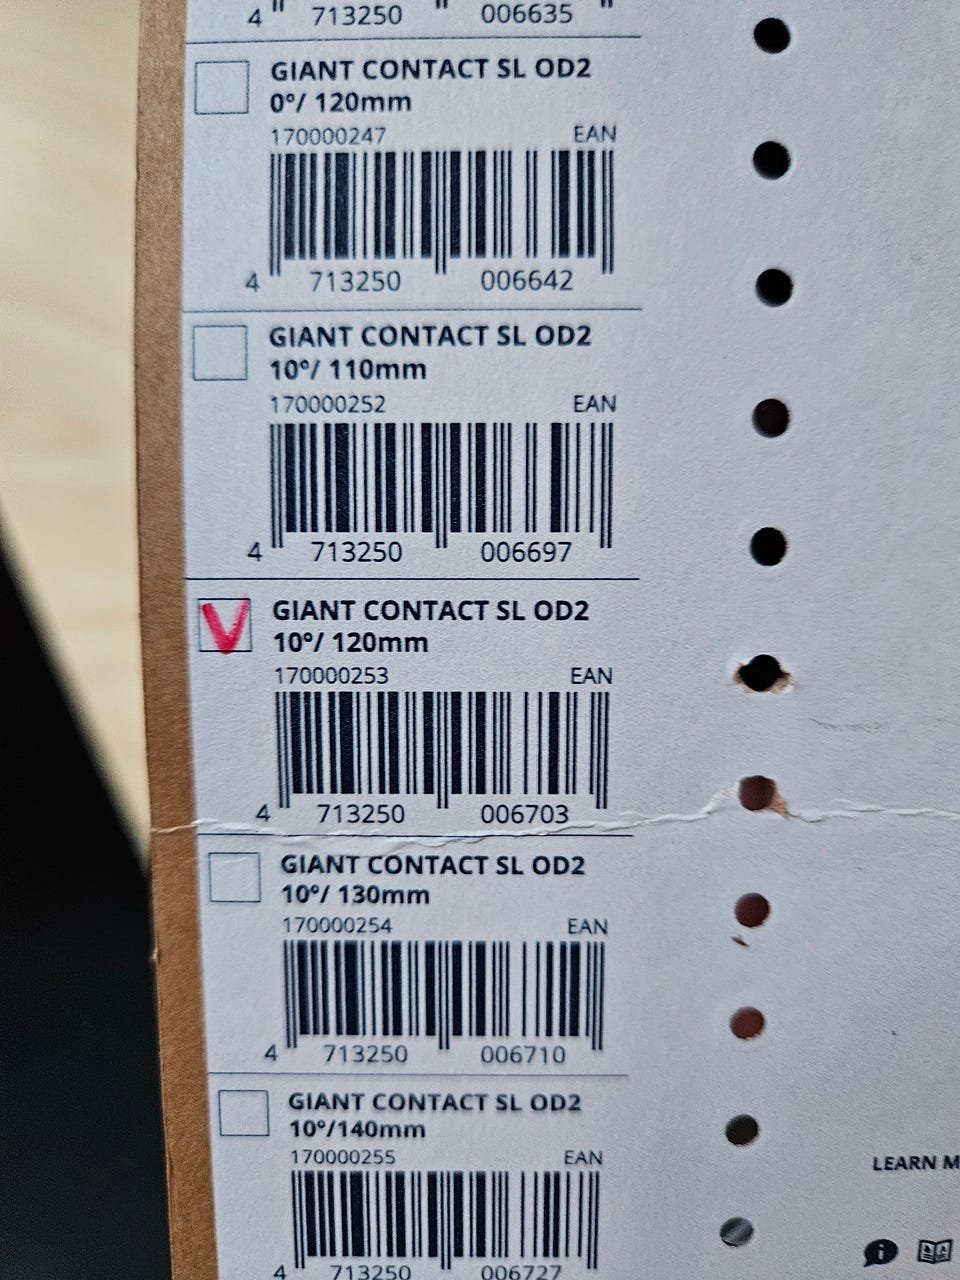 4 713250 006635
GIANT CONTACT SL OD2
0°/ 120mm
170000247 EAN
4 713250 006642
GIANT CONTACT SL OD2
10°/ 110mm
170000252 EAN
4 713250 006697
V
GIANT CONTACT SL OD2
10°/ 120mm
170000253 EAN
4 713250 006703
GIANT CONTACT SL OD2
10°/ 130mm
170000254 EAN
4 713250 006710
GIANT CONTACT SL OD2
10°/140mm
170000255 EAN
4 713250 006727
LEARN M
i